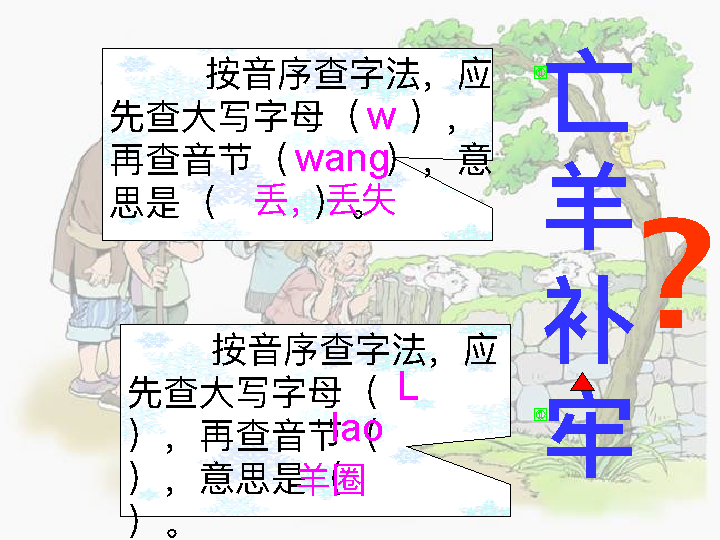 按音序查字法，应
先查大写字母（w），
再查音节（wang），意
思是（丢，)丢失。
亡羊补牢
?
按音序查字法，应
先查大写字母（L
），再查音节（lao
），意思是（羊圈
）。